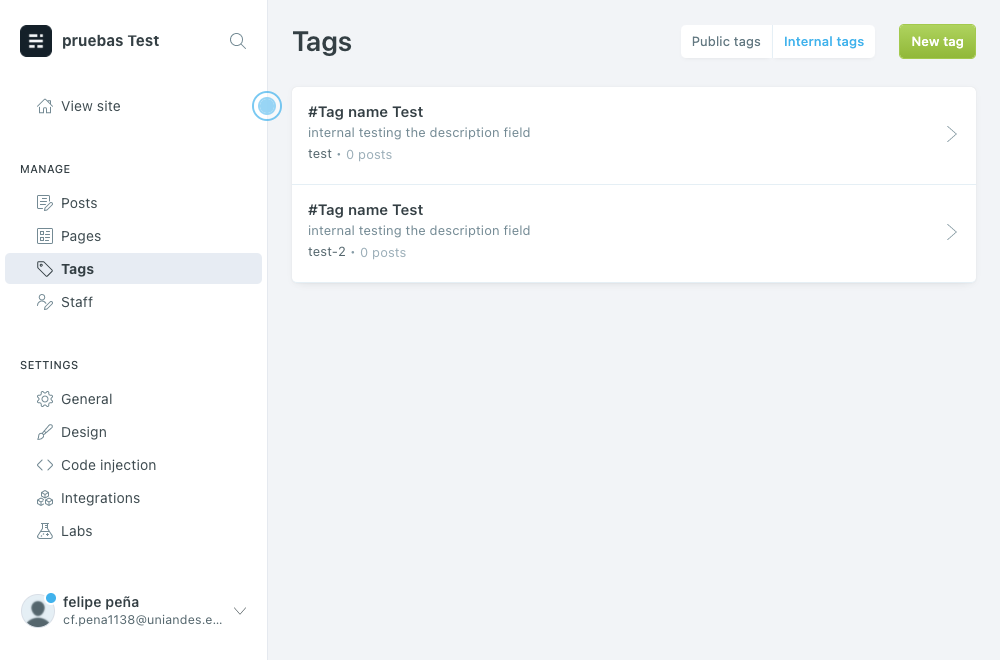 pruebas Test
View site
MANAGE
Posts
Pages
Tags
Staff
SETTINGS
General
Design
Code injection
Integrations
Labs
felipe peña
cf.pena1138@uniandes.e...
Tags
Public tags
Internal tags
New tag
#Tag name Test
internal testing the description field
test • 0 posts
#Tag name Test
internal testing the description field
test-2 • 0 posts